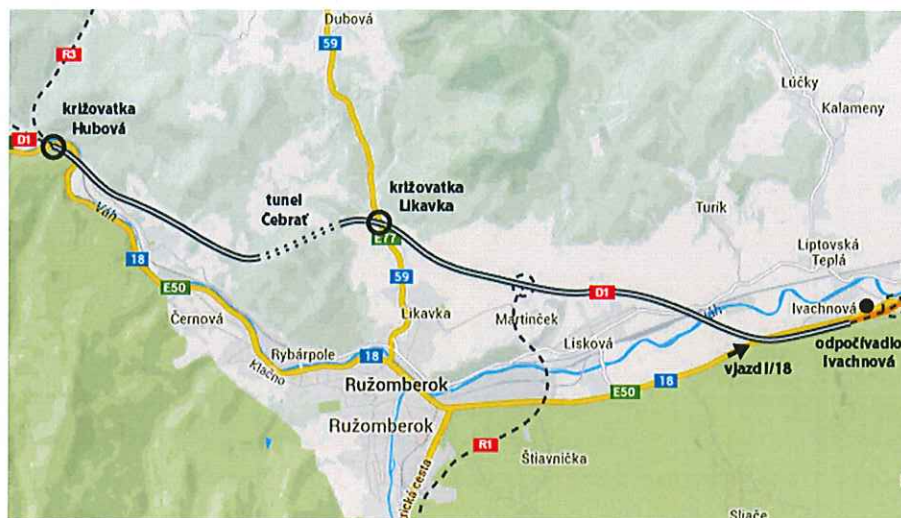 Dubová
59
R3
Lúčky
Kalameny
križovatka
Hubová
D1
križovatka
Likavka
tunel
Čebrať
Turík
Váh
E77
Liptovská
Teplá
18
59
D1
E50
Ivachnová
Likavka
Martinček
Váh
Černová
Lisková
odpočívadlo
Ivachnová
Rybárpole
18
vjazd I/18
Klačno
Ružomberok
E50
18
Ružomberok
R1
Štiavnička
cesta
Sliače